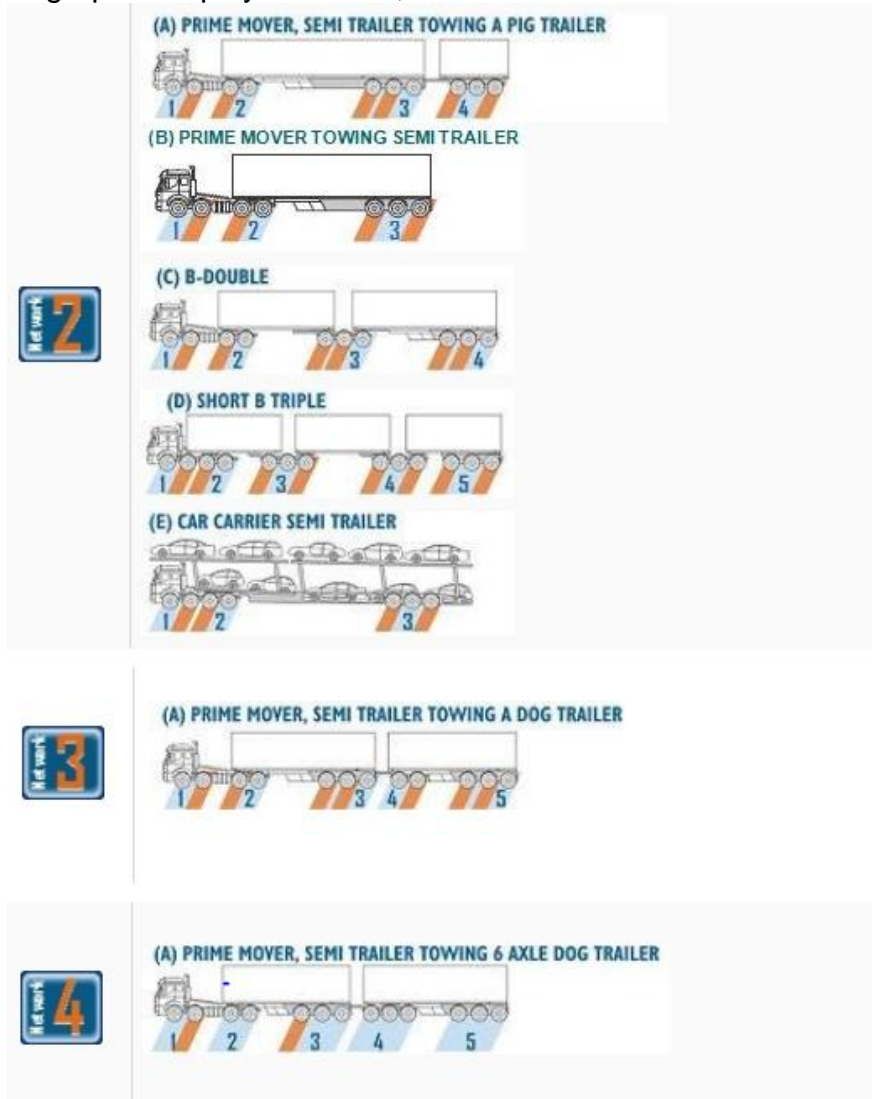 (A) PRIME MOVER, SEMI TRAILER TOWING A PIG TRAILER
1 2 3 4
(B) PRIME MOVER TOWING SEMI TRAILER
1 2 3
Network 2
(C) B-DOUBLE
1 2 3 4
(D) SHORT B TRIPLE
1 2 3 4 5
(E) CAR CARRIER SEMI TRAILER
1 2 3
(A) PRIME MOVER, SEMI TRAILER TOWING A DOG TRAILER
Network 3
1 2 3 4 5
(A) PRIME MOVER, SEMI TRAILER TOWING 6 AXLE DOG TRAILER
Network 4
1 2 3 4 5